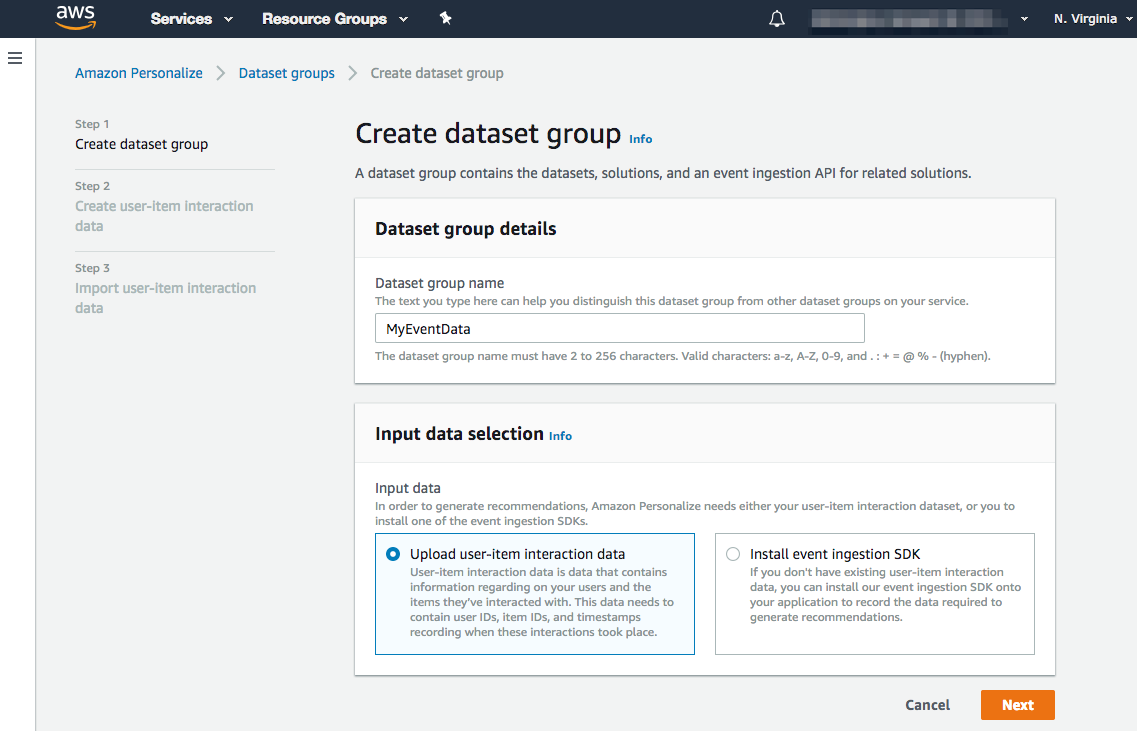 aws Services Resource Groups N. Virginia
Amazon Personalize > Dataset groups > Create dataset group
Step 1
Create dataset group
Step 2
Create user-item interaction
data
Step 3
Import user-item interaction
data
Create dataset group Info
A dataset group contains the datasets, solutions, and an event ingestion API for related solutions.
Dataset group details
Dataset group name
The text you type here can help you distinguish this dataset group from other dataset groups on your service.
MyEventData
The dataset group name must have 2 to 256 characters. Valid characters: a-z, A-Z, 0-9, and . : + = @ % - (hyphen).
Input data selection Info
Input data
In order to generate recommendations, Amazon Personalize needs either your user-item interaction dataset, or you to
install one of the event ingestion SDKs.
Upload user-item interaction data
User-item interaction data is data that contains
information regarding on your users and the
items they've interacted with. This data needs to
contain user IDs, item IDs, and timestamps
recording when these interactions took place.
Install event ingestion SDK
If you don't have existing user-item interaction
data, you can install our event ingestion SDK onto
your application to record the data required to
generate recommendations.
Cancel Next